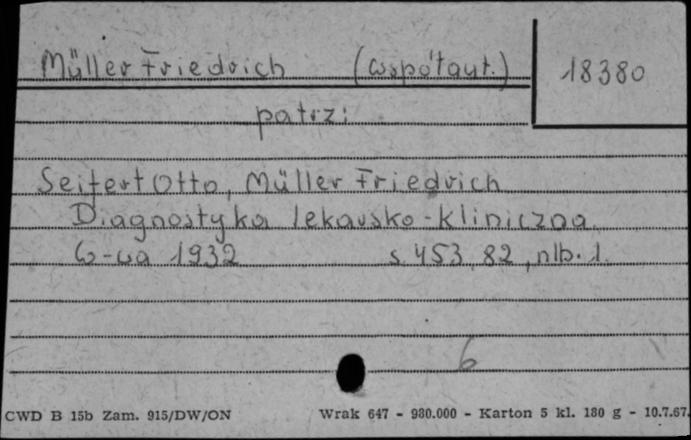 Müller Friedrich (współaut.) 18380
patrz:
Seifert Otto, Müller Friedrich
Diagnostyka lekarsko-kliniczna
W-wa 1932 s. 453, 82, nlb. 1.
6
CWD B 15b Zam. 915/DW/ON Wrak 647 - 980.000 - Karton 5 kl. 180 g - 10.7.67.